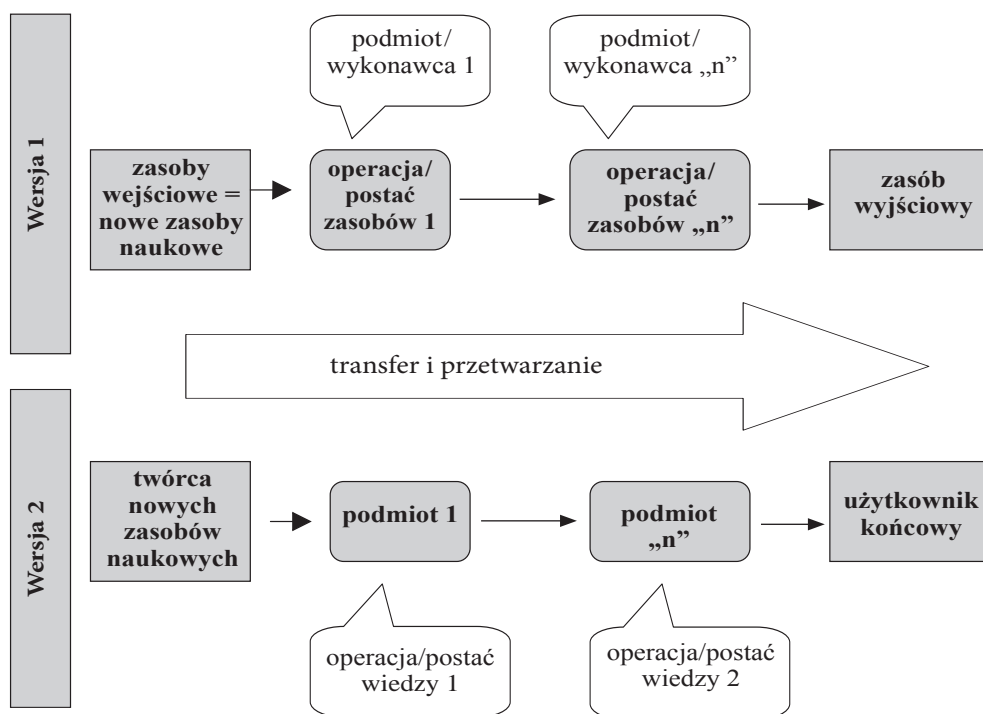 Wersja 1
podmiot/
wykonawca 1
podmiot/
wykonawca „n”
zasoby
wejściowe =
nowe zasoby
naukowe
operacja/
postać
zasobów 1
operacja/
postać
zasobów „n”
zasób
wyjściowy
transfer i przetwarzanie
Wersja 2
twórca
nowych
zasobów
naukowych
podmiot 1
podmiot
„n”
użytkownik
końcowy
operacja/postać
wiedzy 1
operacja/postać
wiedzy 2